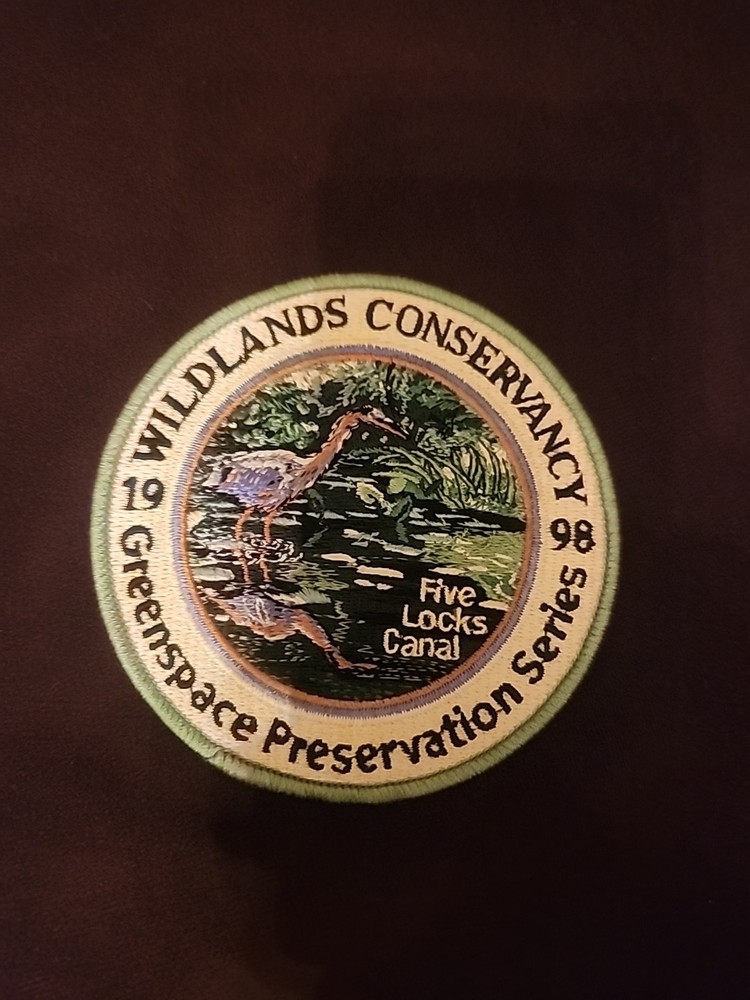 WILDLANDS CONSERVANCY
19 98
Five
Locks
Canal
Greenspace Preservation Series